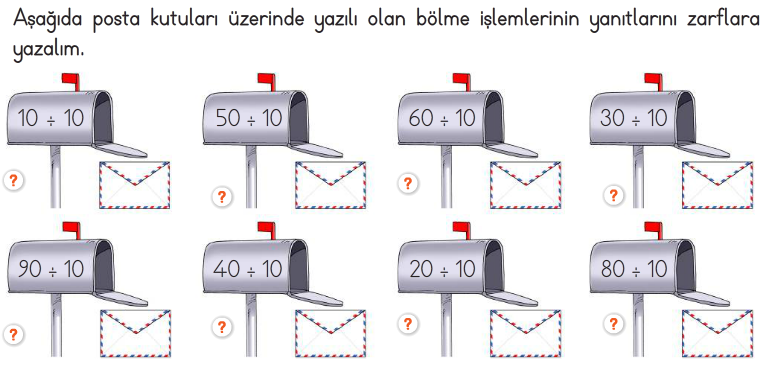 Aşağıda posta kutuları üzerinde yazılı olan bölme işlemlerinin yanıtlarını zarflara
yazalım.
10 ÷ 10
50 ÷ 10
60 ÷ 10
30 ÷ 10
?
?
?
?
90 ÷ 10
40 ÷ 10
20 ÷ 10
80 ÷ 10
?
?
?
?